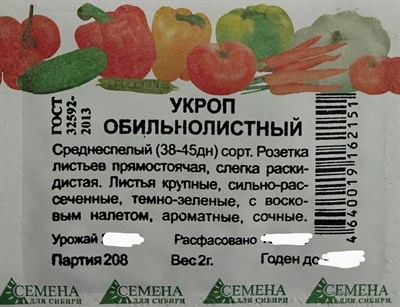 СЕМЕНА
ДЛЯ СИБИРИ
ГОСТ
32592-
2013
УКРОП
ОБИЛЬНОЛИСТНЫЙ
Среднеспелый (38-45дн) сорт. Розетка
листьев прямостоячая, слегка раски-
дистая. Листья крупные, сильно-рас-
сеченные, темно-зеленые, с воско-
вым налетом, ароматные, сочные.
Урожай
Расфасовано
Партия 208
Вес 2г.
Годен до
4640019162151
СЕМЕНА
ДЛЯ СИБИРИ
СЕМЕНА
ДЛЯ СИБИРИ
СЕМЕНА
ДЛЯ СИБИРИ